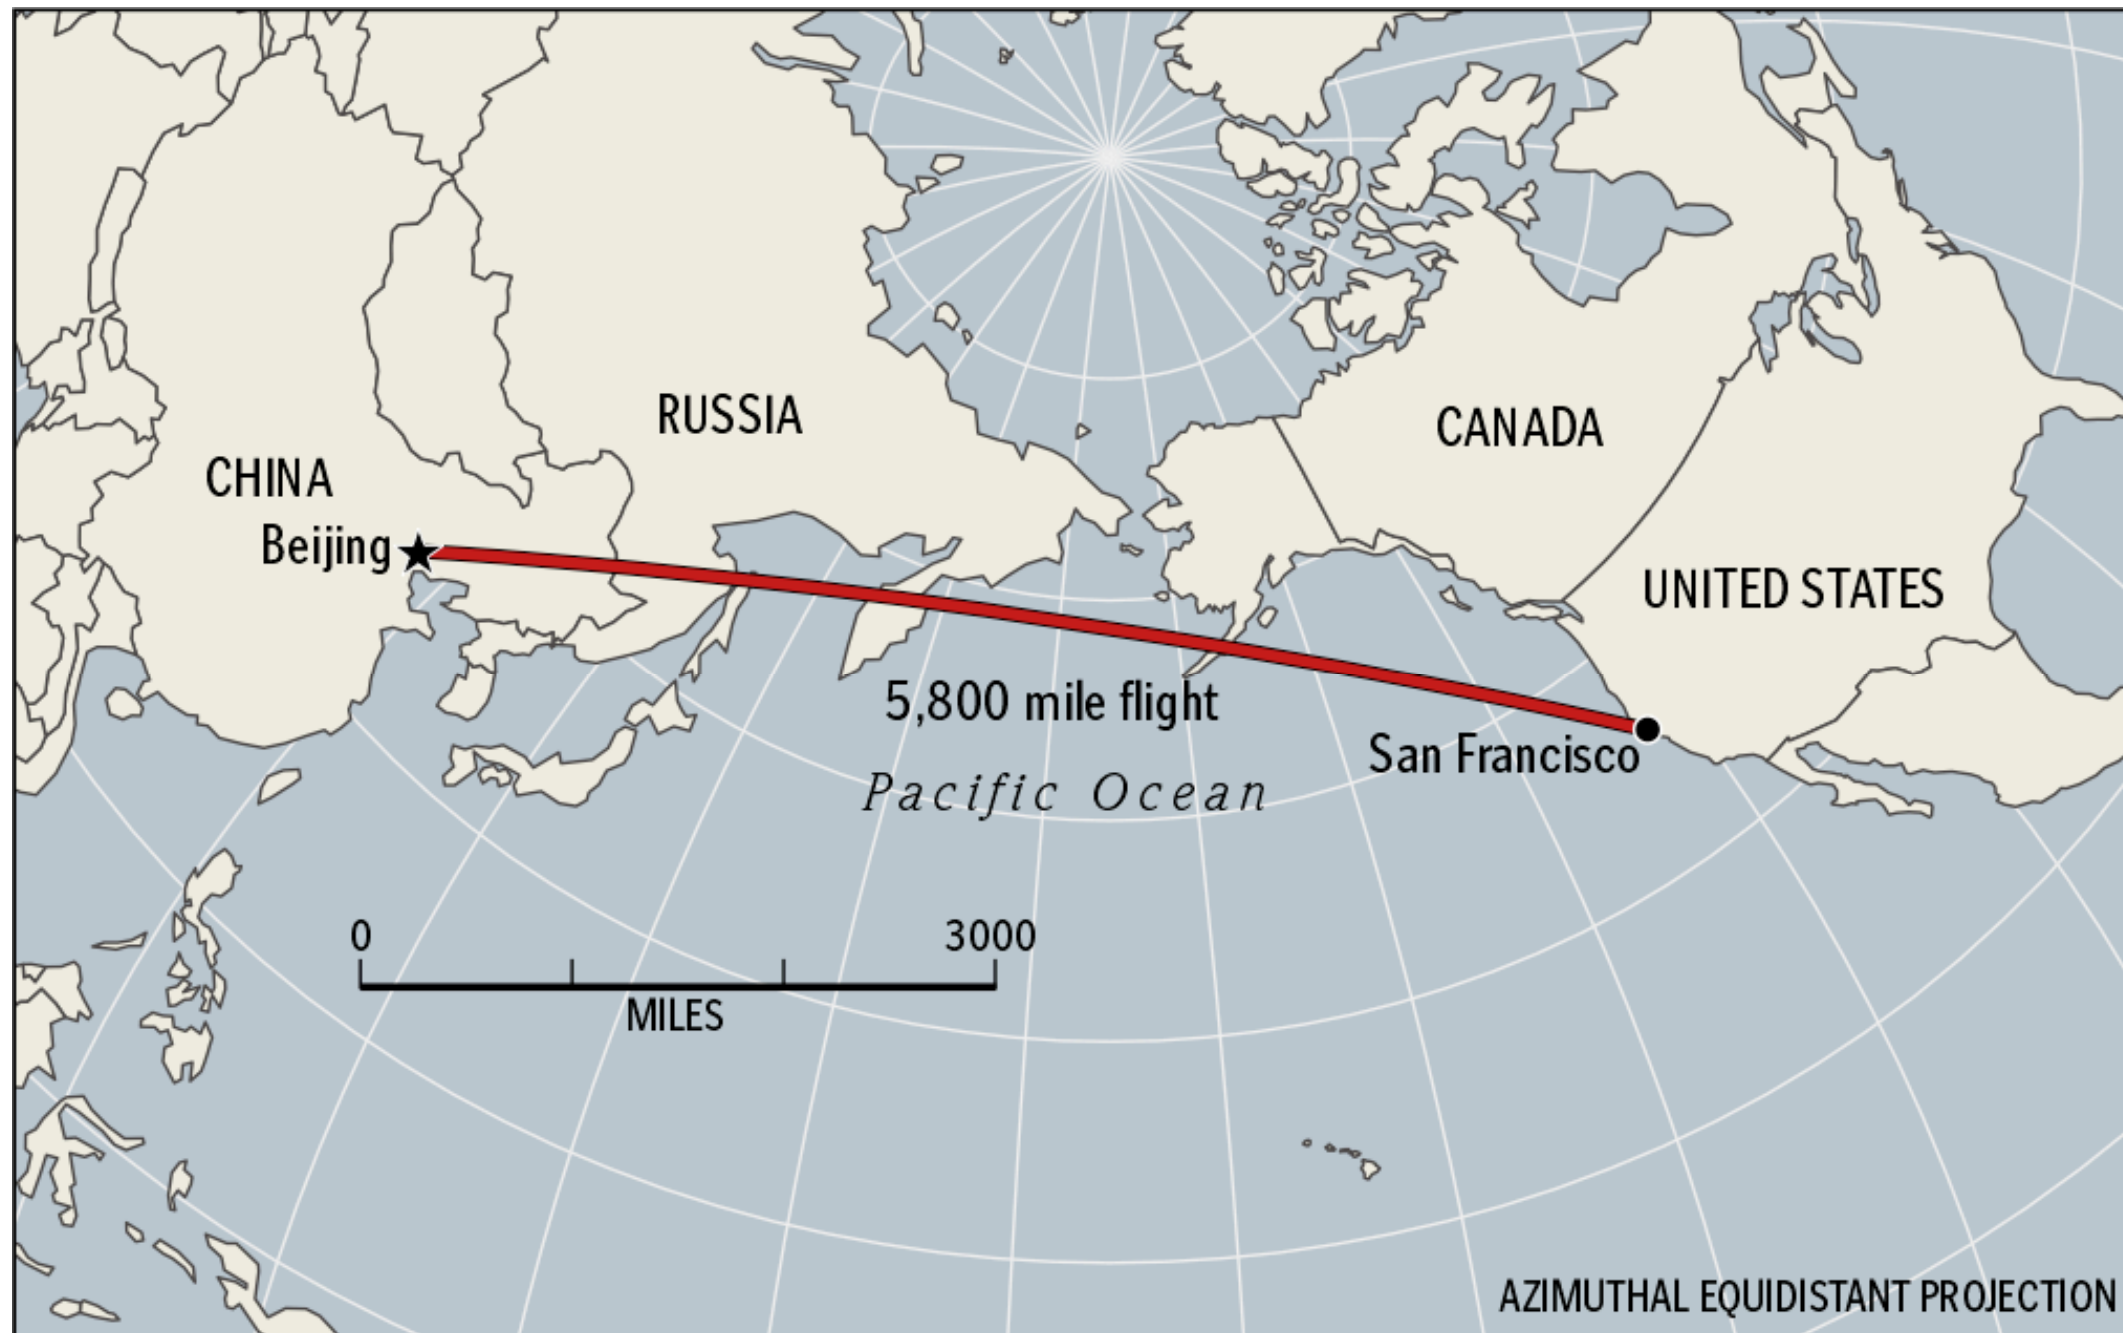 RUSSIA
CANADA
CHINA
Beijing
UNITED STATES
5,800 mile flight
San Francisco
Pacific Ocean
0 3000
MILES
AZIMUTHAL EQUIDISTANT PROJECTION